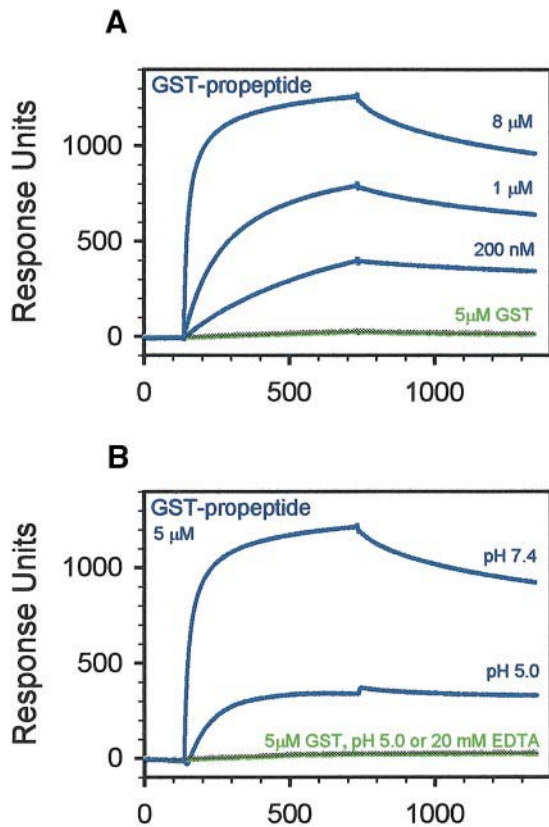 A
GST-propeptide
8 μM
1 μM
200 nM
5μM GST
Response Units
1000
500
0
0 500 1000
B
GST-propeptide
5 μM
pH 7.4
pH 5.0
5μM GST, pH 5.0 or 20 mM EDTA
Response Units
1000
500
0
0 500 1000